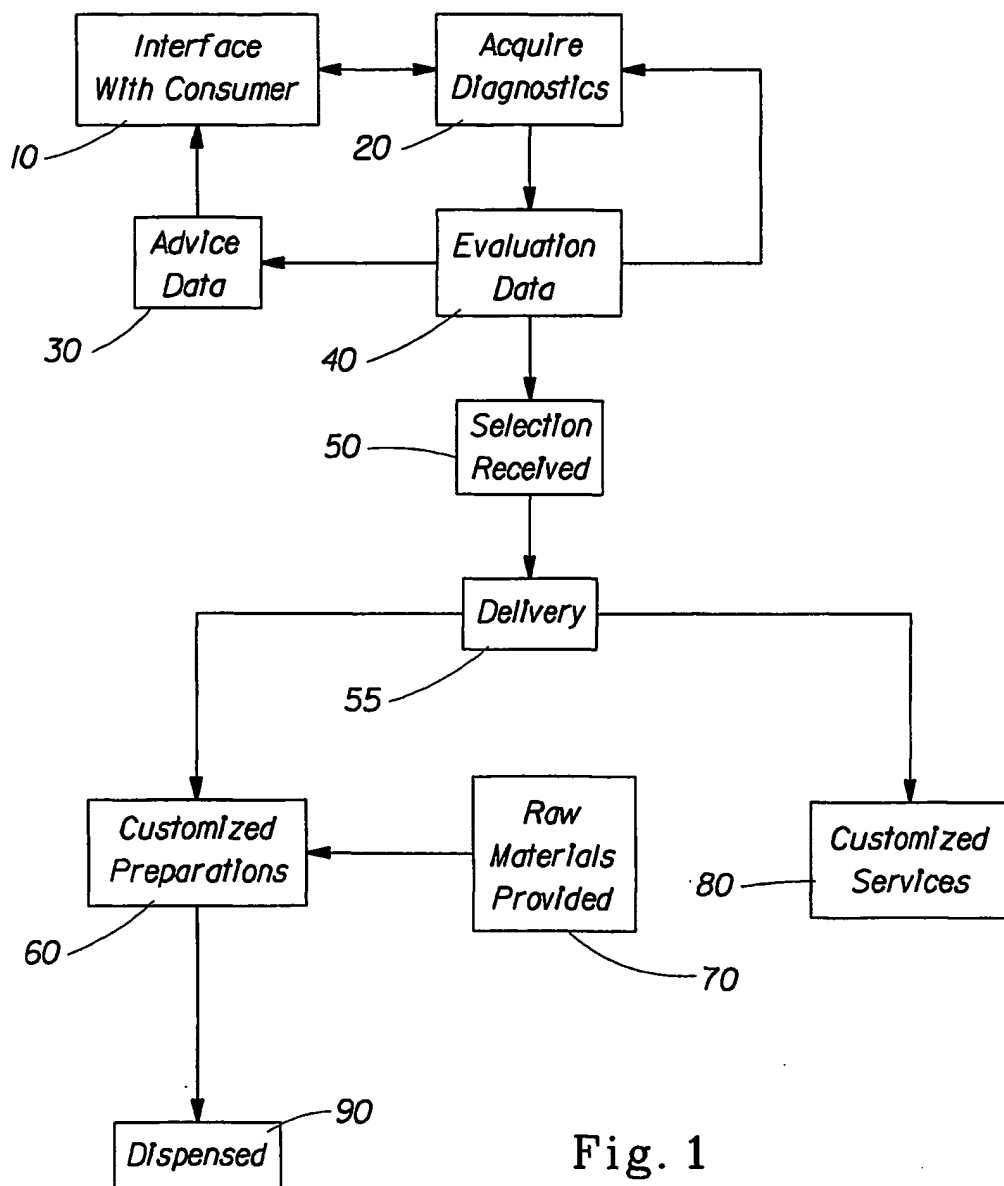 Interface
With Consumer
10
Acquire
Diagnostics
20
Advice
Data
30
Evaluation
Data
40
Selection
Received
50
Delivery
55
Customized
Preparations
60
Raw
Materials
Provided
70
Customized
Services
80
Dispensed
90
Fig. 1